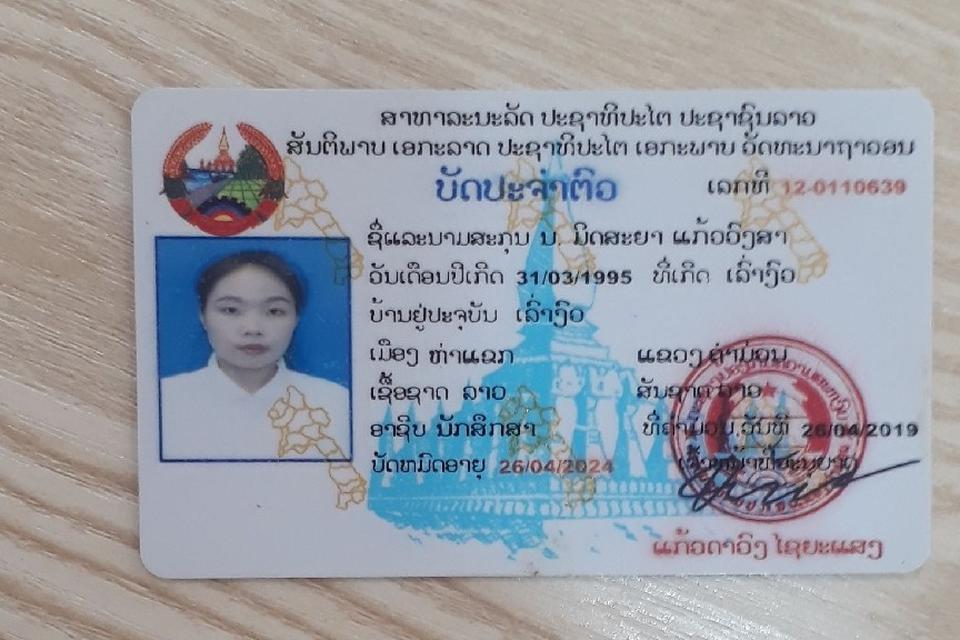 ສາທາລະນະລັດ ປະຊາທິປະໄຕ ປະຊາຊົນລາວ
ສັນຕິພາບ ເອກະລາດ ປະຊາທິປະໄຕ ເອກະພາບ ວັດທະນາຖາວອນ
ບັດປະຈຳຕົວ
ເລກທີ 12-0110639
ຊື່ແລະນາມສະກຸນ ນ. ມິດສະຍາ ແກ້ວວົງສາ
ວັນເດືອນປີເກີດ 31/03/1995 ທີ່ເກີດ ເລົ່າງົວ
ບ້ານຢູ່ປະຈຸບັນ ເລົ່າງົວ
ເມືອງ ທ່າແຂກ ແຂວງ ຄຳມ່ວນ
ເຊື້ອຊາດ ລາວ ສັນຊາດ ລາວ
ອາຊີບ ນັກສຶກສາ ທີ່ຄຳມ່ວນ, ວັນທີ 26/04/2019
ບັດຫມົດອາຍຸ 26/04/2024
ແກ້ວດາວົງ ໄຊຍະແສງ